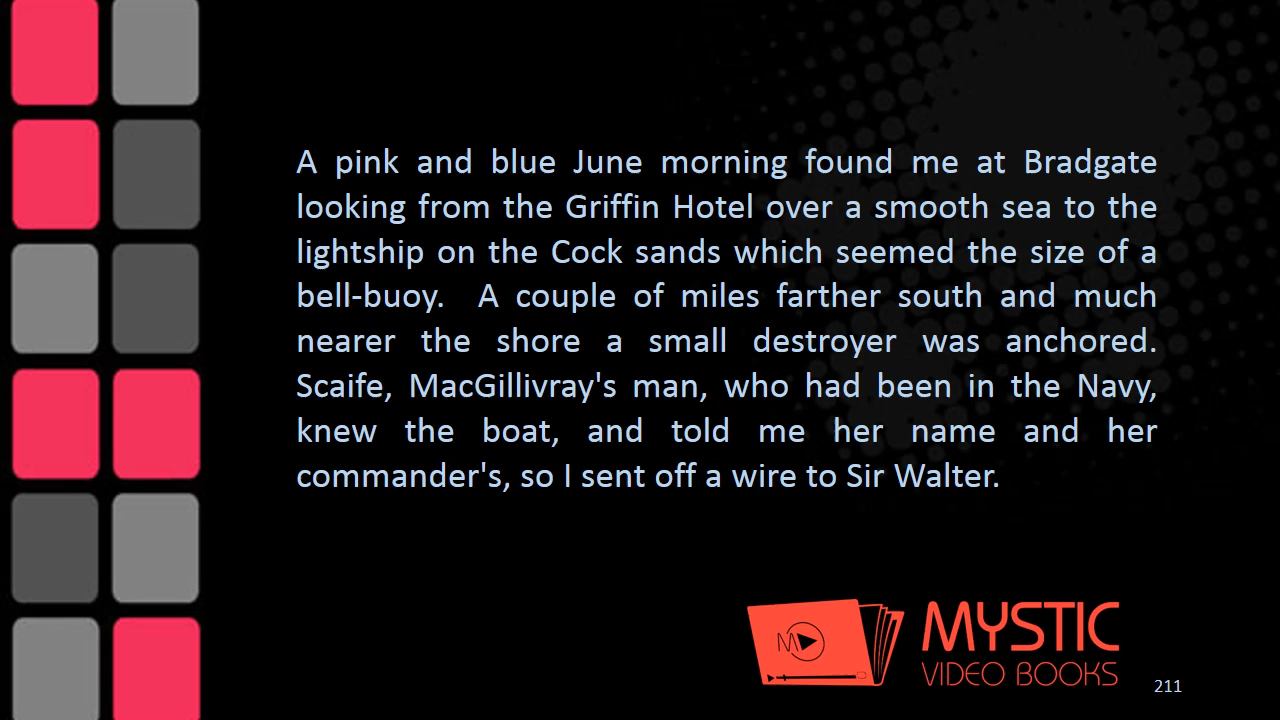 A pink and blue June morning found me at Bradgate
looking from the Griffin Hotel over a smooth sea to the
lightship on the Cock sands which seemed the size of a
bell-buoy.  A couple of miles farther south and much
nearer the shore a small destroyer was anchored.
Scaife, MacGillivray's man, who had been in the Navy,
knew the boat, and told me her name and her
commander's, so I sent off a wire to Sir Walter.
M
MYSTIC
VIDEO BOOKS
211